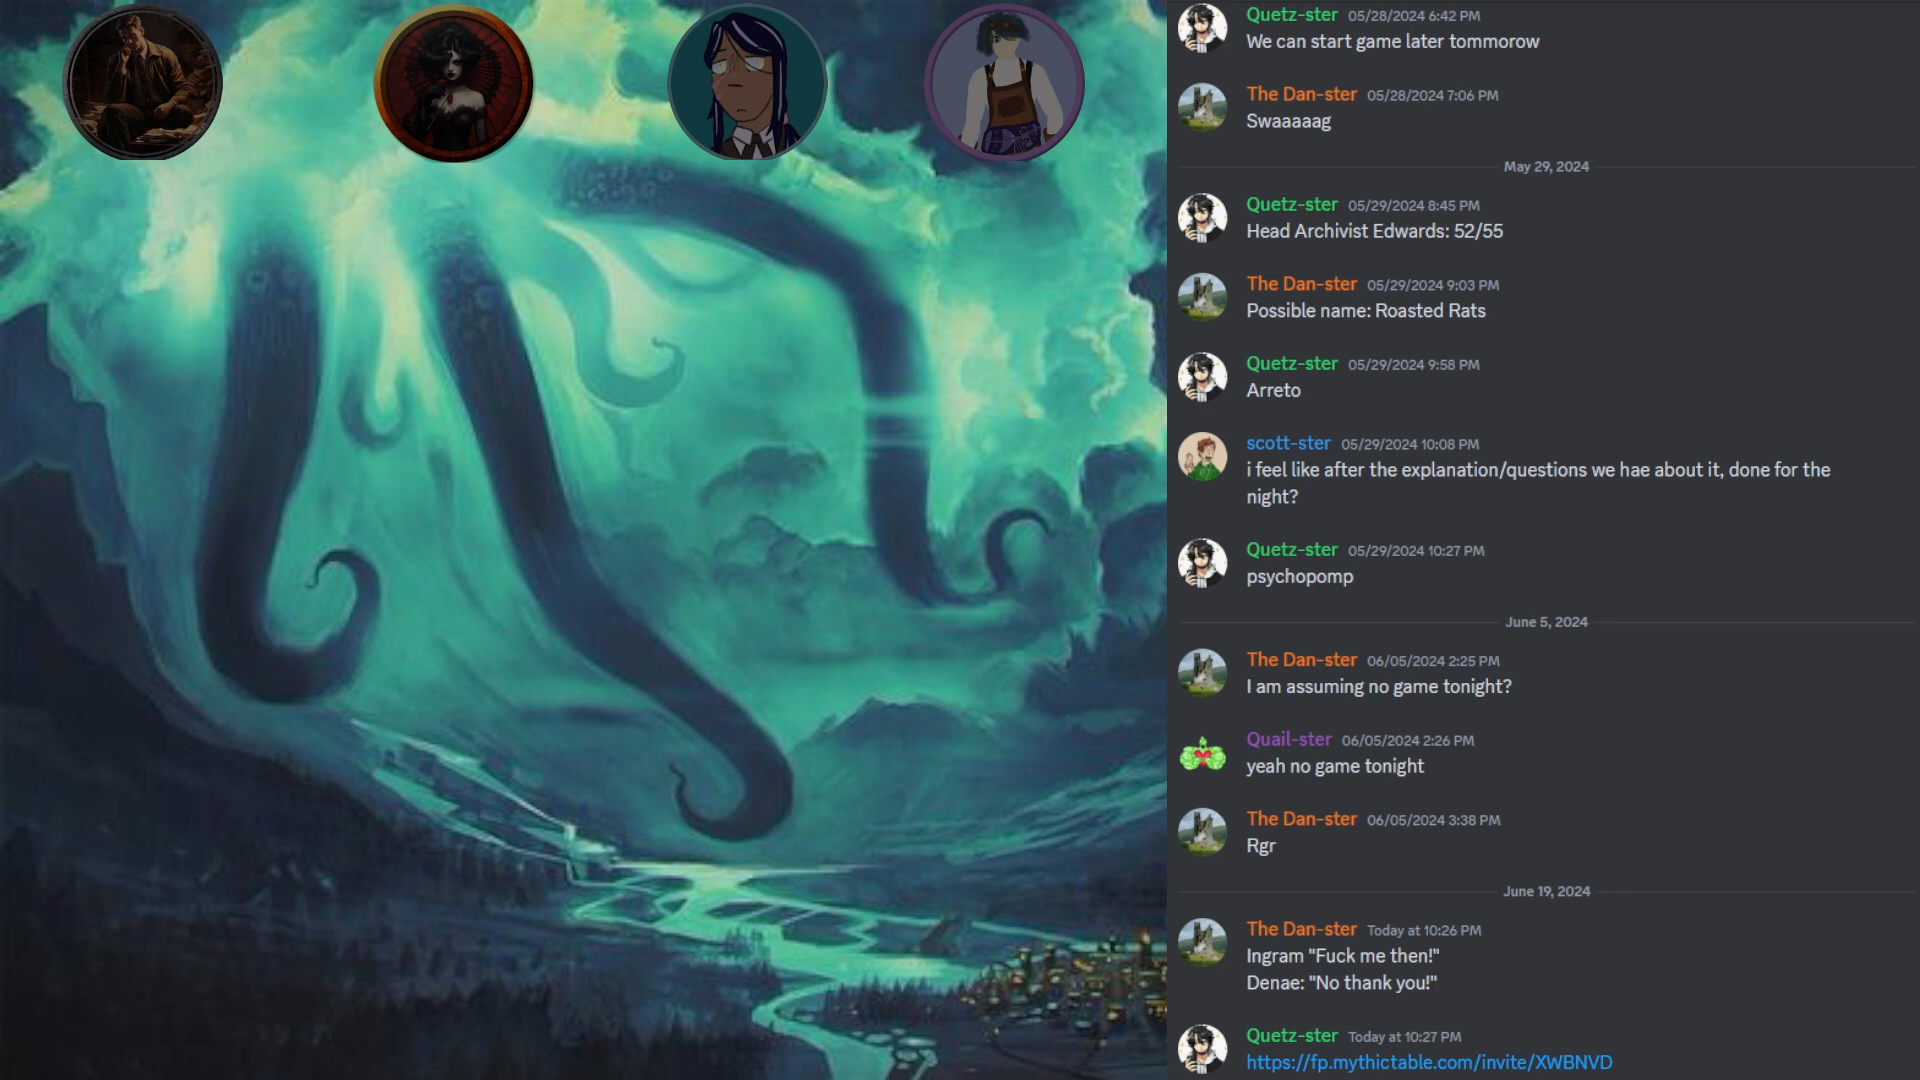 Quetz-ster 05/28/2024 6:42 PM
We can start game later tommorow
The Dan-ster 05/28/2024 7:06 PM
Swaaaaag
May 29, 2024
Quetz-ster 05/29/2024 8:45 PM
Head Archivist Edwards: 52/55
The Dan-ster 05/29/2024 9:03 PM
Possible name: Roasted Rats
Quetz-ster 05/29/2024 9:58 PM
Arreto
scott-ster 05/29/2024 10:08 PM
i feel like after the explanation/questions we hae about it, done for the
night?
Quetz-ster 05/29/2024 10:27 PM
psychopomp
June 5, 2024
The Dan-ster 06/05/2024 2:25 PM
I am assuming no game tonight?
Quail-ster 06/05/2024 2:26 PM
yeah no game tonight
The Dan-ster 06/05/2024 3:38 PM
Rgr
June 19, 2024
The Dan-ster Today at 10:26 PM
Ingram "Fuck me then!"
Denae: "No thank you!"
Quetz-ster Today at 10:27 PM
https://fp.mythictable.com/invite/XWBNVD